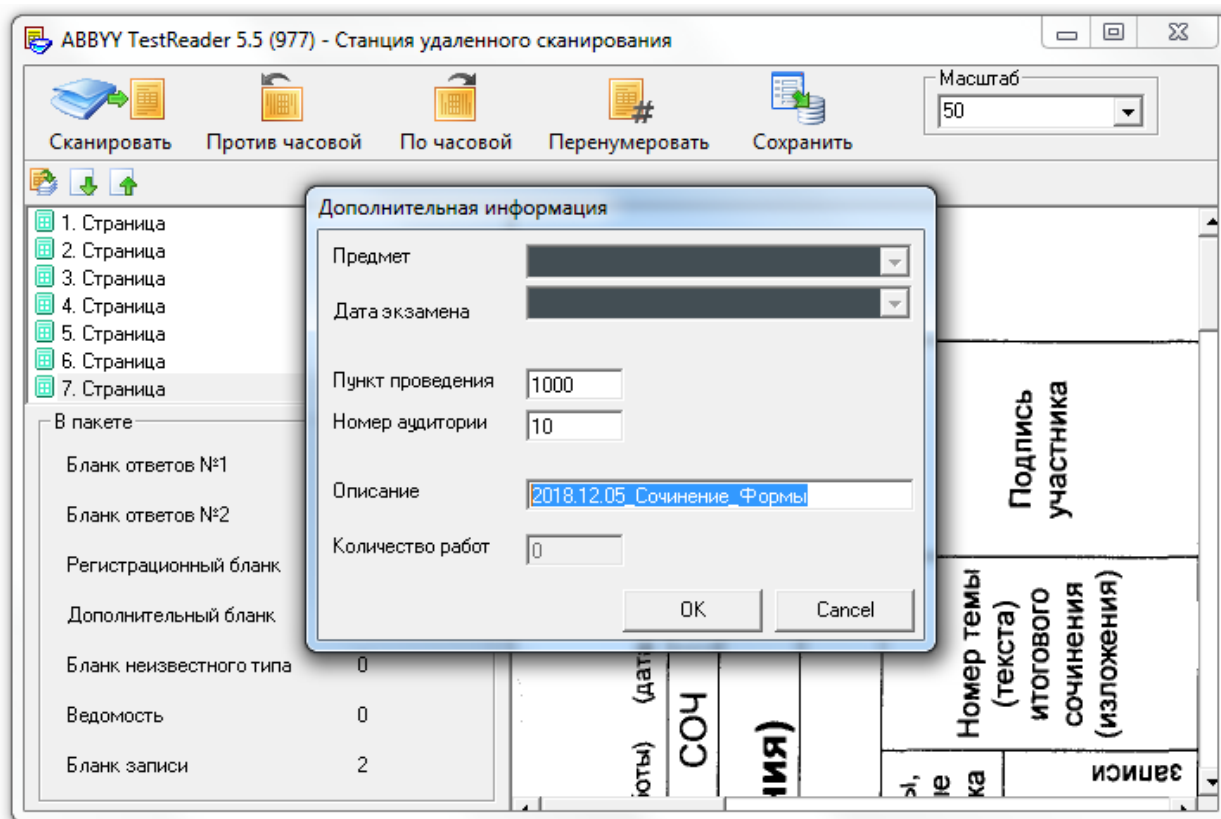 ABBYY TestReader 5.5 (977) - Станция удаленного сканирования
Сканировать
Против часовой
По часовой
Перенумеровать
Сохранить
Масштаб
50
1. Страница
2. Страница
3. Страница
4. Страница
5. Страница
6. Страница
7. Страница
В пакете
Бланк ответов №1
Бланк ответов №2
Регистрационный бланк
Дополнительный бланк
Бланк неизвестного типа 0
Ведомость 0
Бланк записи 2
Дополнительная информация
Предмет
Дата экзамена
Пункт проведения 1000
Номер аудитории 10
Описание 2018.12.05_Сочинение_Формы
Количество работ 0
OK Cancel
Подпись
участника
Номер темы
(текста)
итогового
сочинения
(изложения)
СОЧ
записи